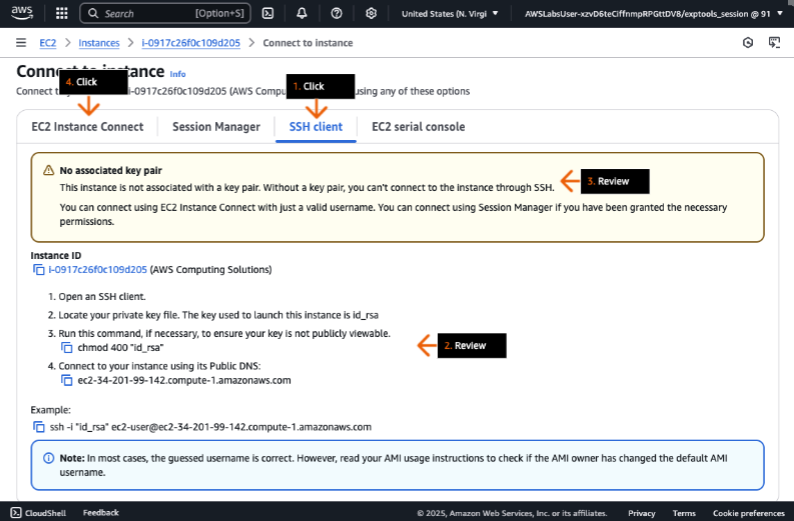 aws
Search [Option+S]
United States (N. Virgi
AWSLabsUser-xzvD6teCiffnmpRPGttDV8/exptools_session @ 91
EC2 > Instances > i-0917c26f0c109d205 > Connect to instance
Connect to instance Info
4. Click
1. Click
Connect t i-0917c26f0c109d205 (AWS Compu using any of these options
EC2 Instance Connect
Session Manager
SSH client
EC2 serial console
No associated key pair
This instance is not associated with a key pair. Without a key pair, you can't connect to the instance through SSH.
3. Review
You can connect using EC2 Instance Connect with just a valid username. You can connect using Session Manager if you have been granted the necessary
permissions.
Instance ID
i-0917c26f0c109d205 (AWS Computing Solutions)
1. Open an SSH client.
2. Locate your private key file. The key used to launch this instance is id_rsa
3. Run this command, if necessary, to ensure your key is not publicly viewable.
chmod 400 "id_rsa"
2. Review
4. Connect to your instance using its Public DNS:
ec2-34-201-99-142.compute-1.amazonaws.com
Example:
ssh -i "id_rsa" ec2-user@ec2-34-201-99-142.compute-1.amazonaws.com
Note: In most cases, the guessed username is correct. However, read your AMI usage instructions to check if the AMI owner has changed the default AMI
username.
CloudShell
Feedback
© 2025, Amazon Web Services, Inc. or its affiliates.
Privacy
Terms
Cookie preferences